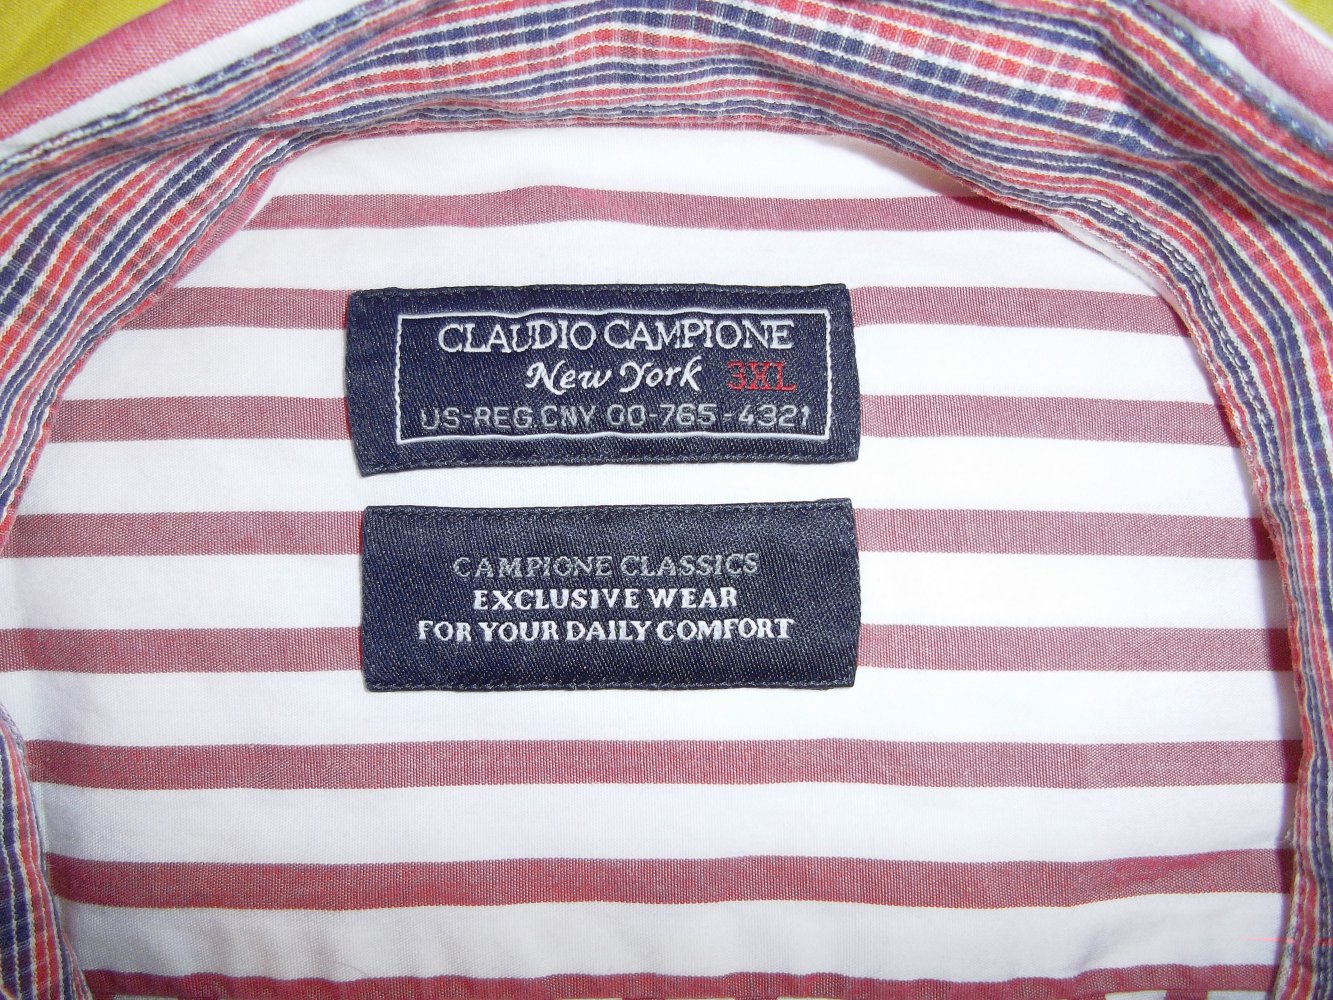 CLAUDIO CAMPIONE
New York 3XL
US-REG.CNY 00-765-4321
CAMPIONE CLASSICS
EXCLUSIVE WEAR
FOR YOUR DAILY COMFORT